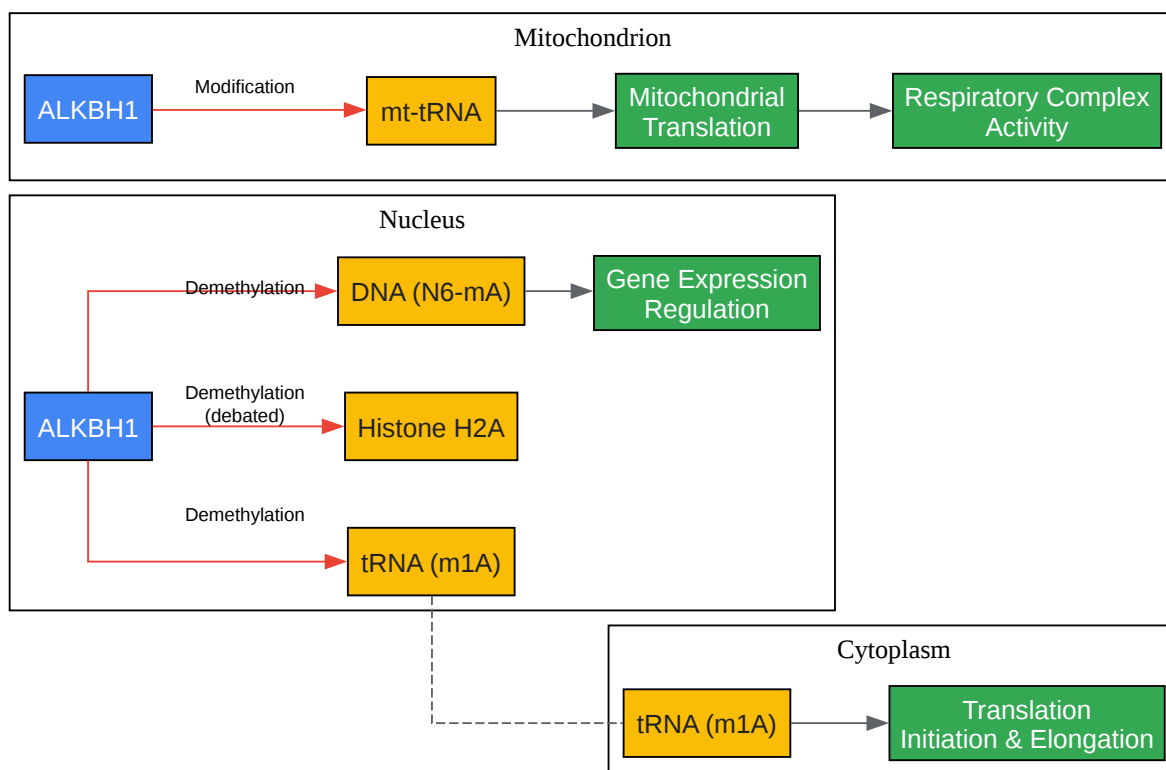 Mitochondrion
ALKBH1
Modification
mt-tRNA
Mitochondrial
Translation
Respiratory Complex
Activity
Nucleus
Demethylation
DNA (N6-mA)
Gene Expression
Regulation
ALKBH1
Demethylation
(debated)
Histone H2A
Demethylation
tRNA (m1A)
Cytoplasm
tRNA (m1A)
Translation
Initiation & Elongation